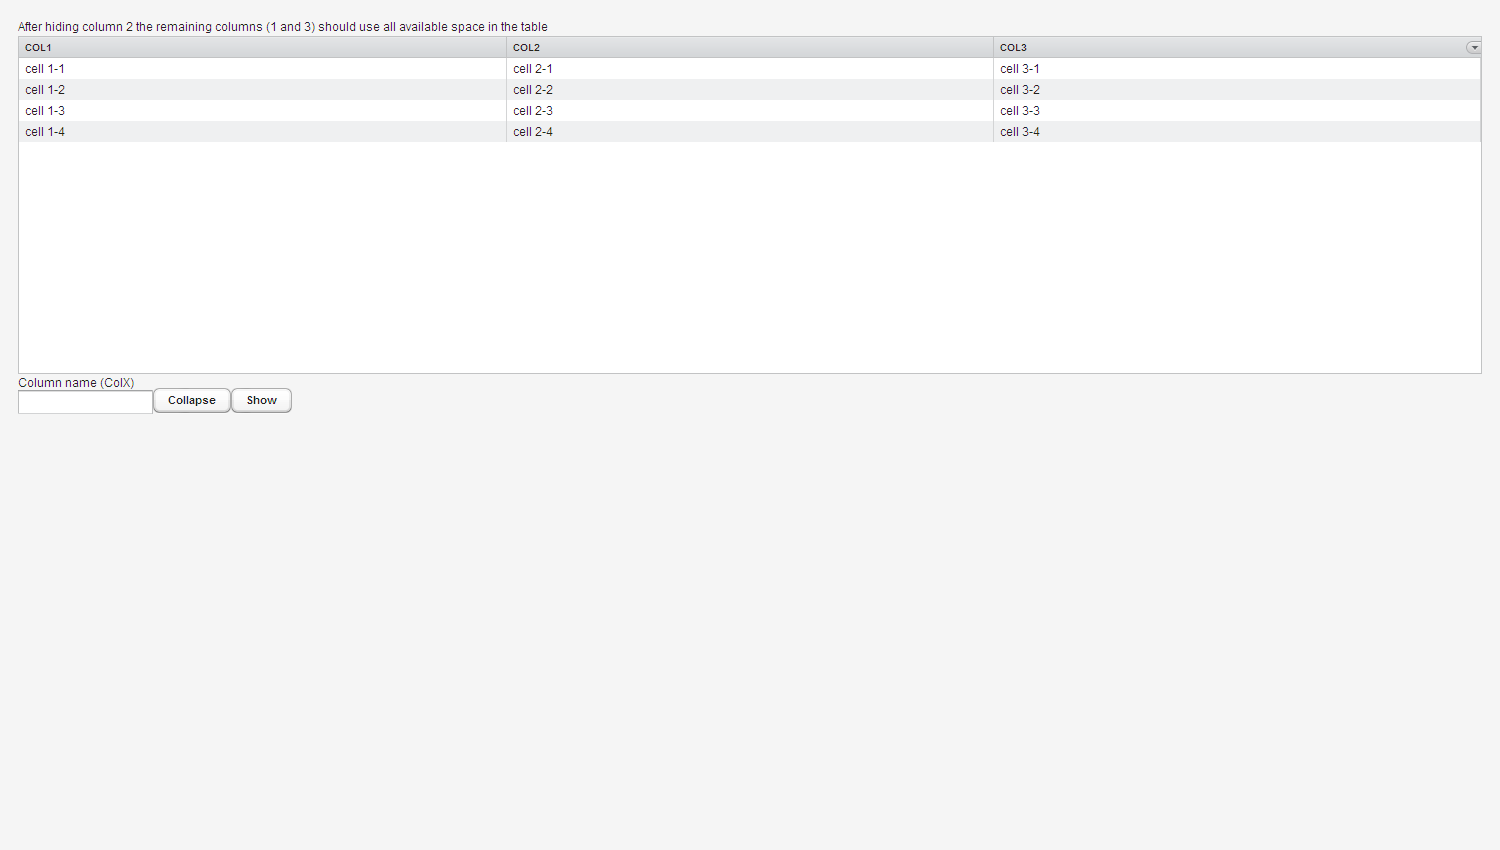 After hiding column 2 the remaining columns (1 and 3) should use all available space in the table
COL1 COL2 COL3
cell 1-1 cell 2-1 cell 3-1
cell 1-2 cell 2-2 cell 3-2
cell 1-3 cell 2-3 cell 3-3
cell 1-4 cell 2-4 cell 3-4
Column name (ColX)
Collapse Show